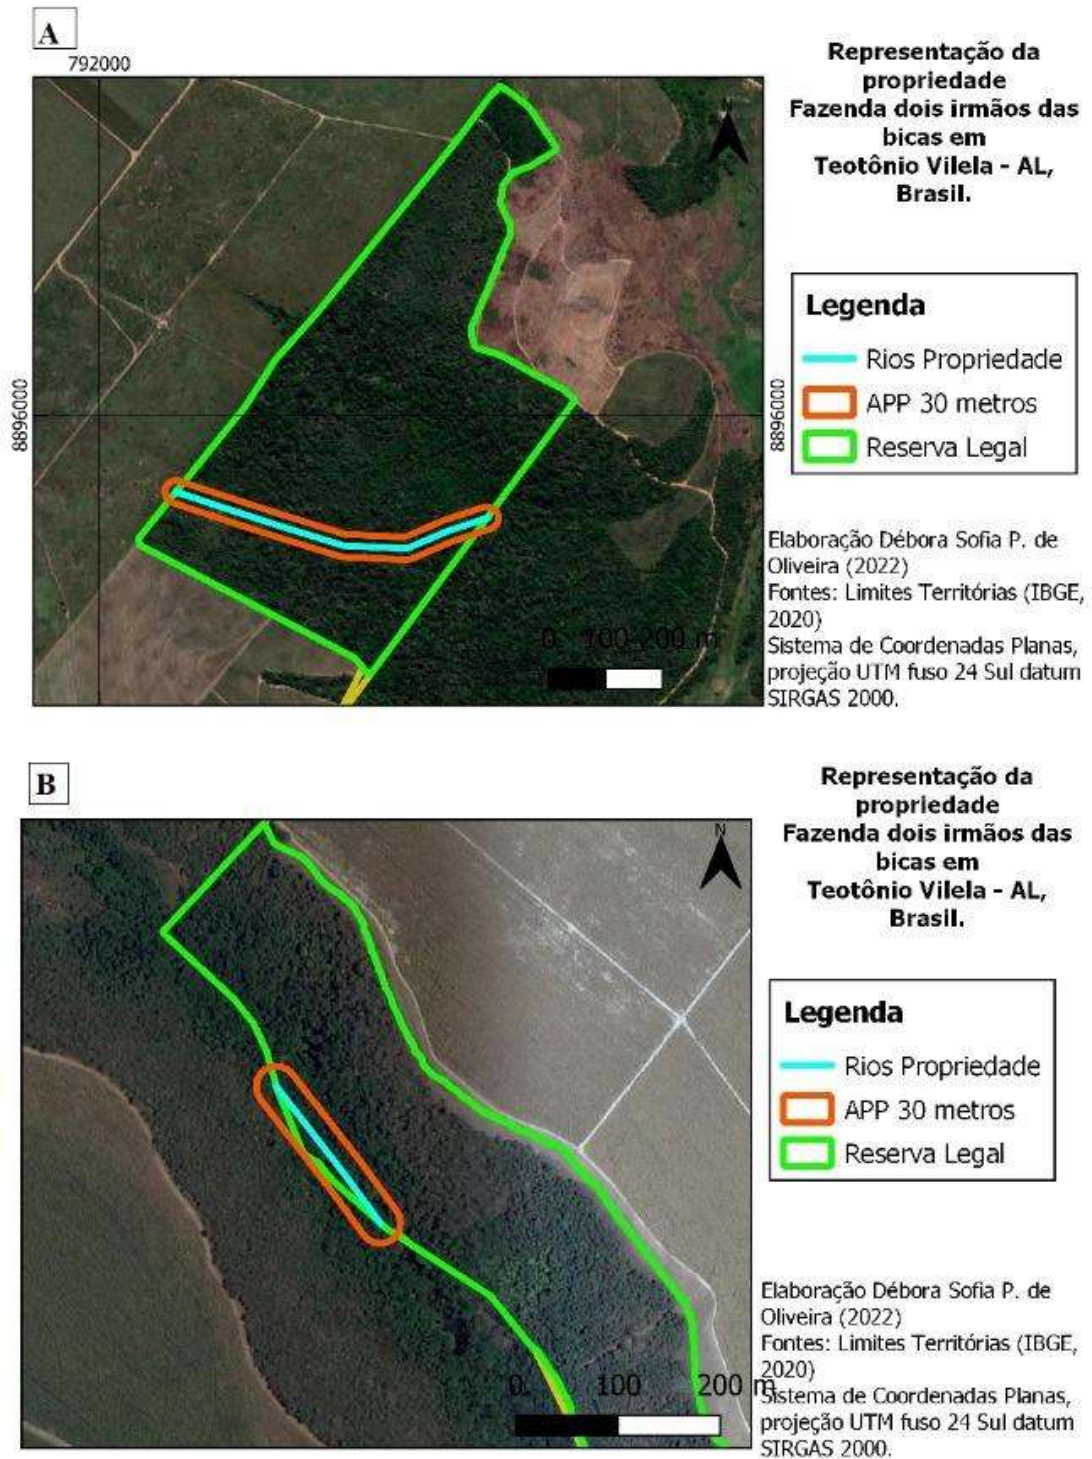 A
792000
Representação da
propriedade
Fazenda dois irmãos das
bicas em
Teotônio Vilela - AL,
Brasil.
N
Legenda
Rios Propriedade
APP 30 metros
Reserva Legal
8896000
8896000
Elaboração Débora Sofia P. de
Oliveira (2022)
Fontes: Limites Territórias (IBGE,
2020)
Sistema de Coordenadas Planas,
projeção UTM fuso 24 Sul datum
SIRGAS 2000.
0 100 200 m
B
Representação da
propriedade
Fazenda dois irmãos das
bicas em
Teotônio Vilela - AL,
Brasil.
N
Legenda
Rios Propriedade
APP 30 metros
Reserva Legal
Elaboração Débora Sofia P. de
Oliveira (2022)
Fontes: Limites Territórias (IBGE,
2020)
Sistema de Coordenadas Planas,
projeção UTM fuso 24 Sul datum
SIRGAS 2000.
0 100 200 m